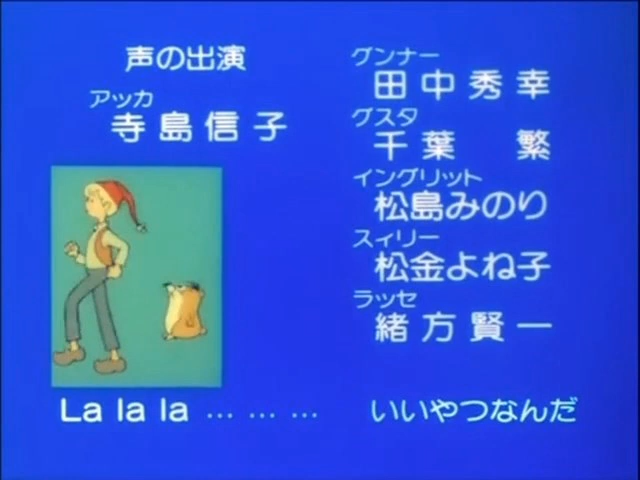 声の出演
アッカ
寺島信子
グンナー
田中秀幸
グスタ
千葉 繁
イングリット
松島みのり
スィリー
松金よね子
ラッセ
緒方賢一
La la la … … … いいやつなんだ